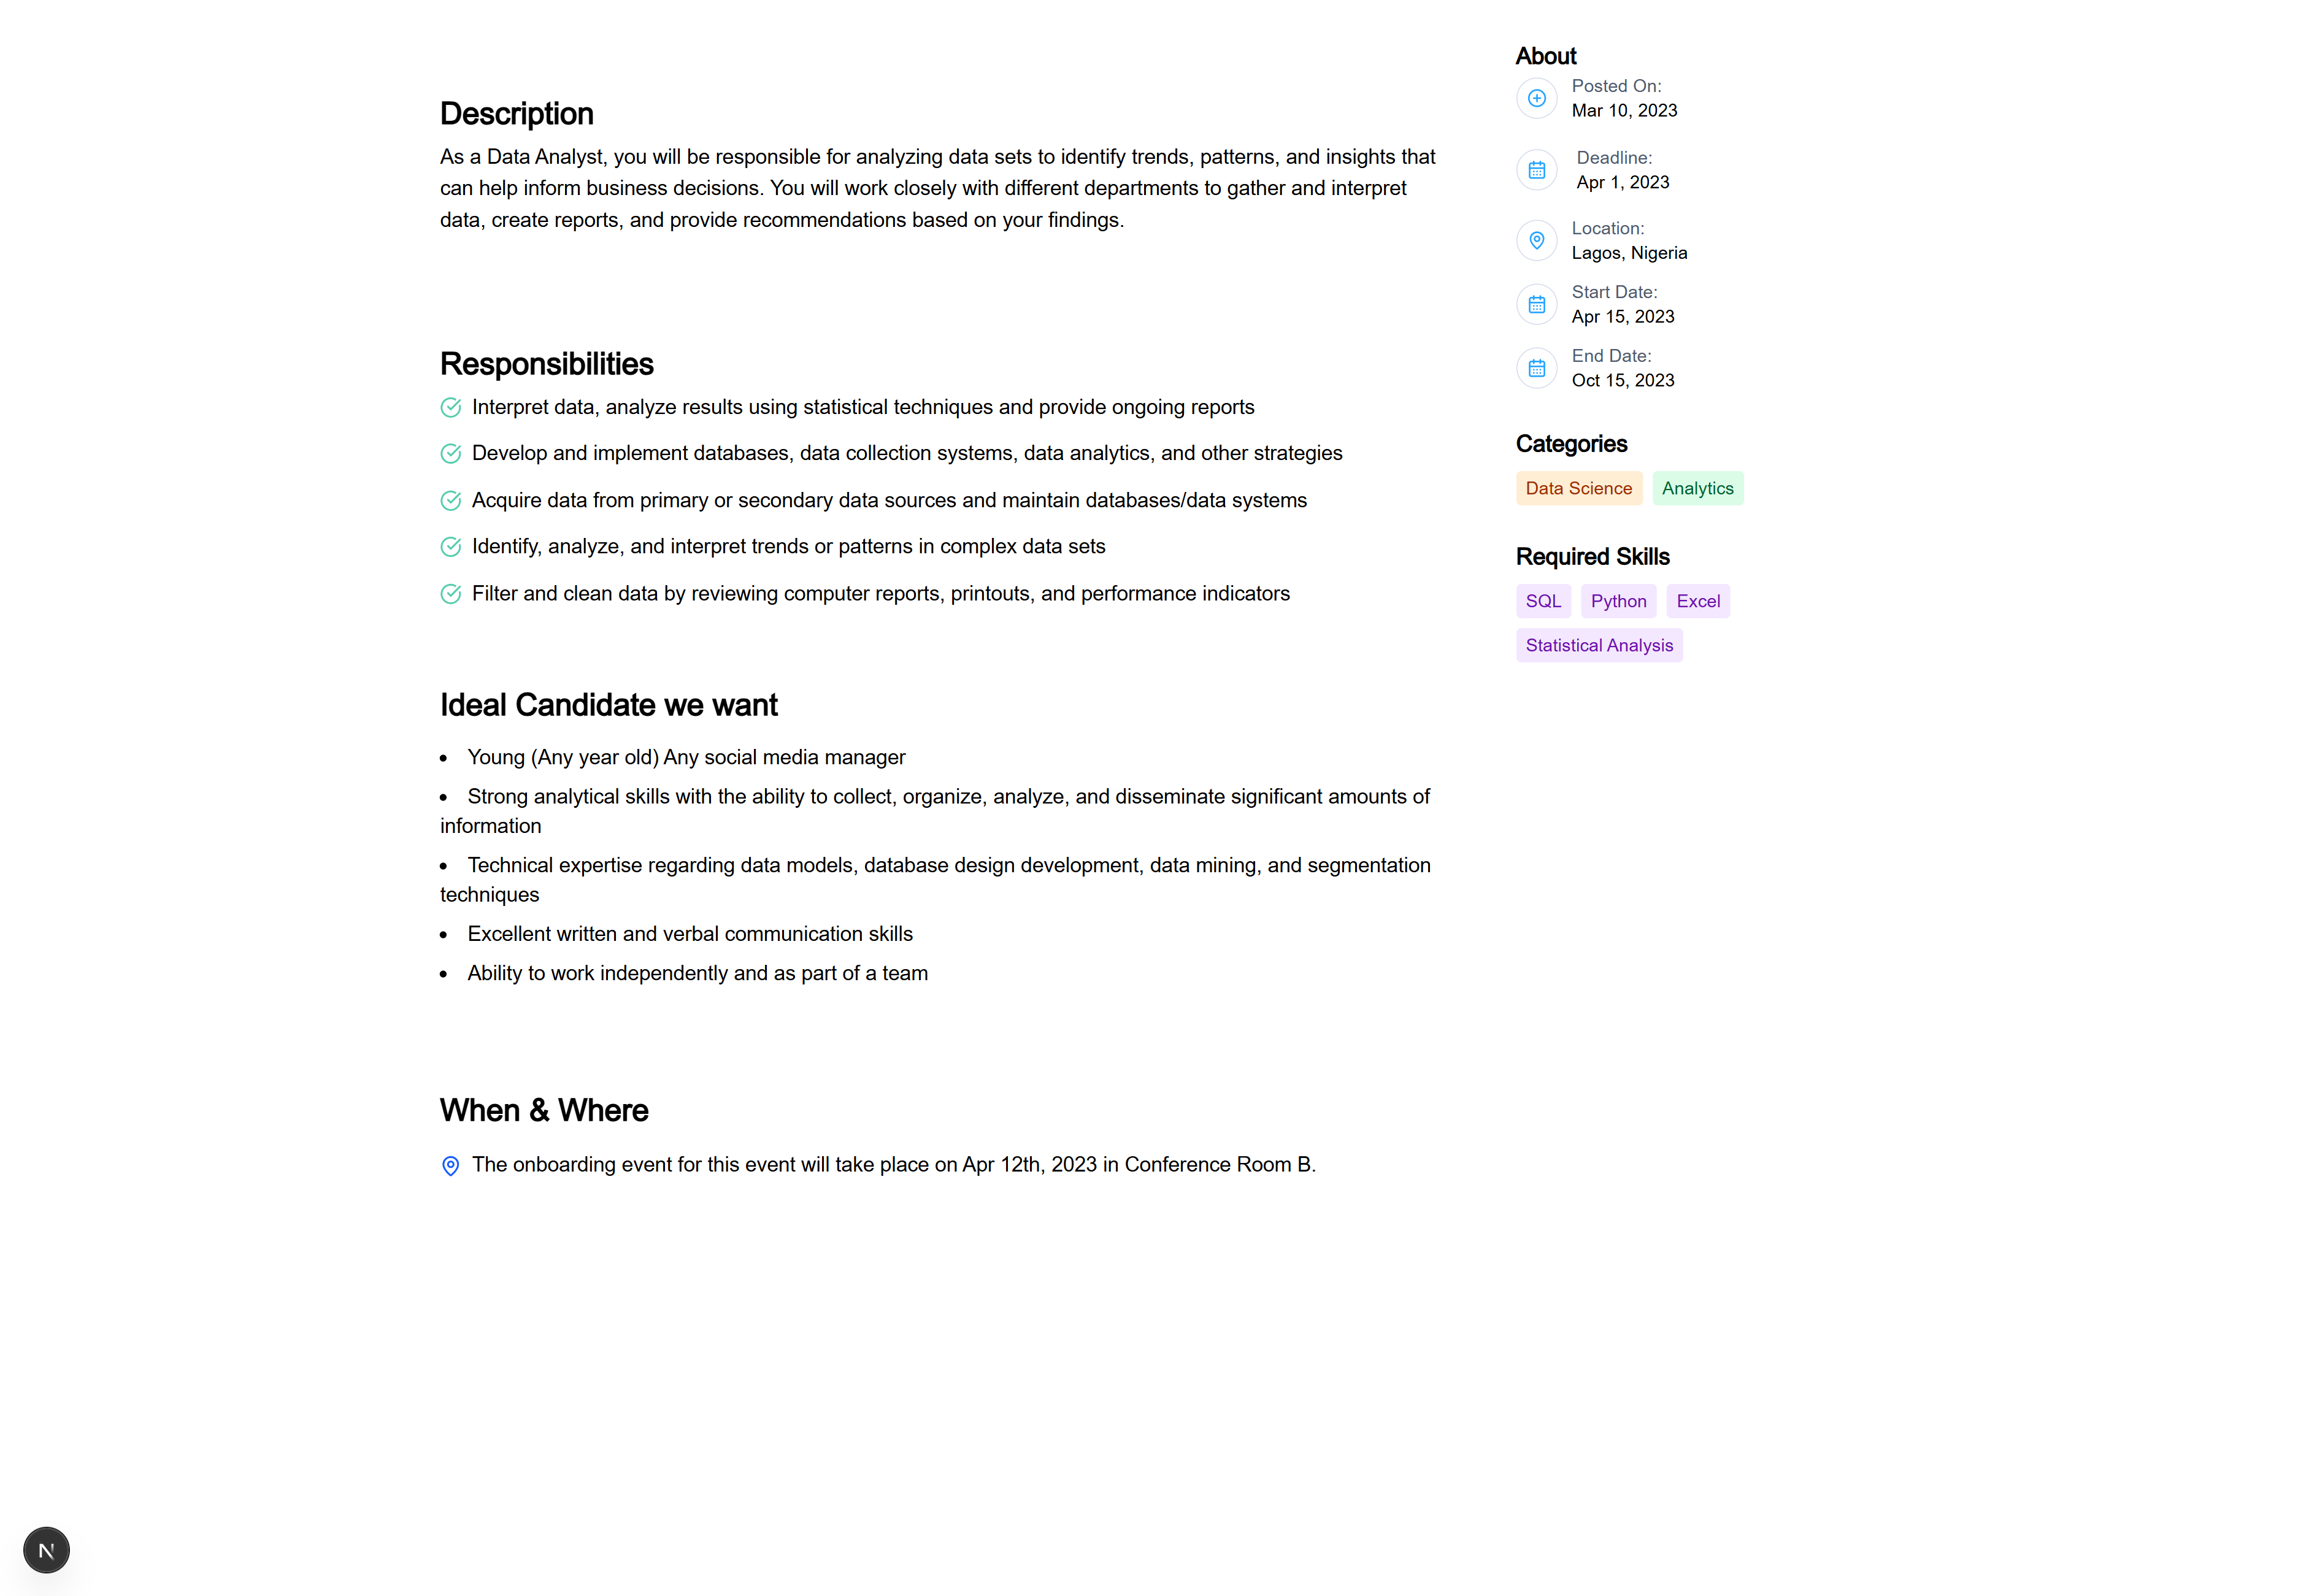 Description
As a Data Analyst, you will be responsible for analyzing data sets to identify trends, patterns, and insights that
can help inform business decisions. You will work closely with different departments to gather and interpret
data, create reports, and provide recommendations based on your findings.
Responsibilities
Interpret data, analyze results using statistical techniques and provide ongoing reports
Develop and implement databases, data collection systems, data analytics, and other strategies
Acquire data from primary or secondary data sources and maintain databases/data systems
Identify, analyze, and interpret trends or patterns in complex data sets
Filter and clean data by reviewing computer reports, printouts, and performance indicators
Ideal Candidate we want
• Young (Any year old) Any social media manager
• Strong analytical skills with the ability to collect, organize, analyze, and disseminate significant amounts of
information
• Technical expertise regarding data models, database design development, data mining, and segmentation
techniques
• Excellent written and verbal communication skills
• Ability to work independently and as part of a team
When & Where
The onboarding event for this event will take place on Apr 12th, 2023 in Conference Room B.
About
Posted On:
Mar 10, 2023
Deadline:
Apr 1, 2023
Location:
Lagos, Nigeria
Start Date:
Apr 15, 2023
End Date:
Oct 15, 2023
Categories
Data Science Analytics
Required Skills
SQL Python Excel
Statistical Analysis
N